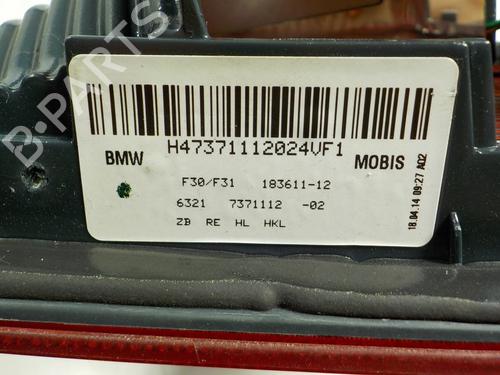 H47371112024VF1
BMW MOBIS
F30/F31 183611-12
6321 7371112 -02
ZB RE HL HKL
18.04.14 09:27 A02
B-PARTS